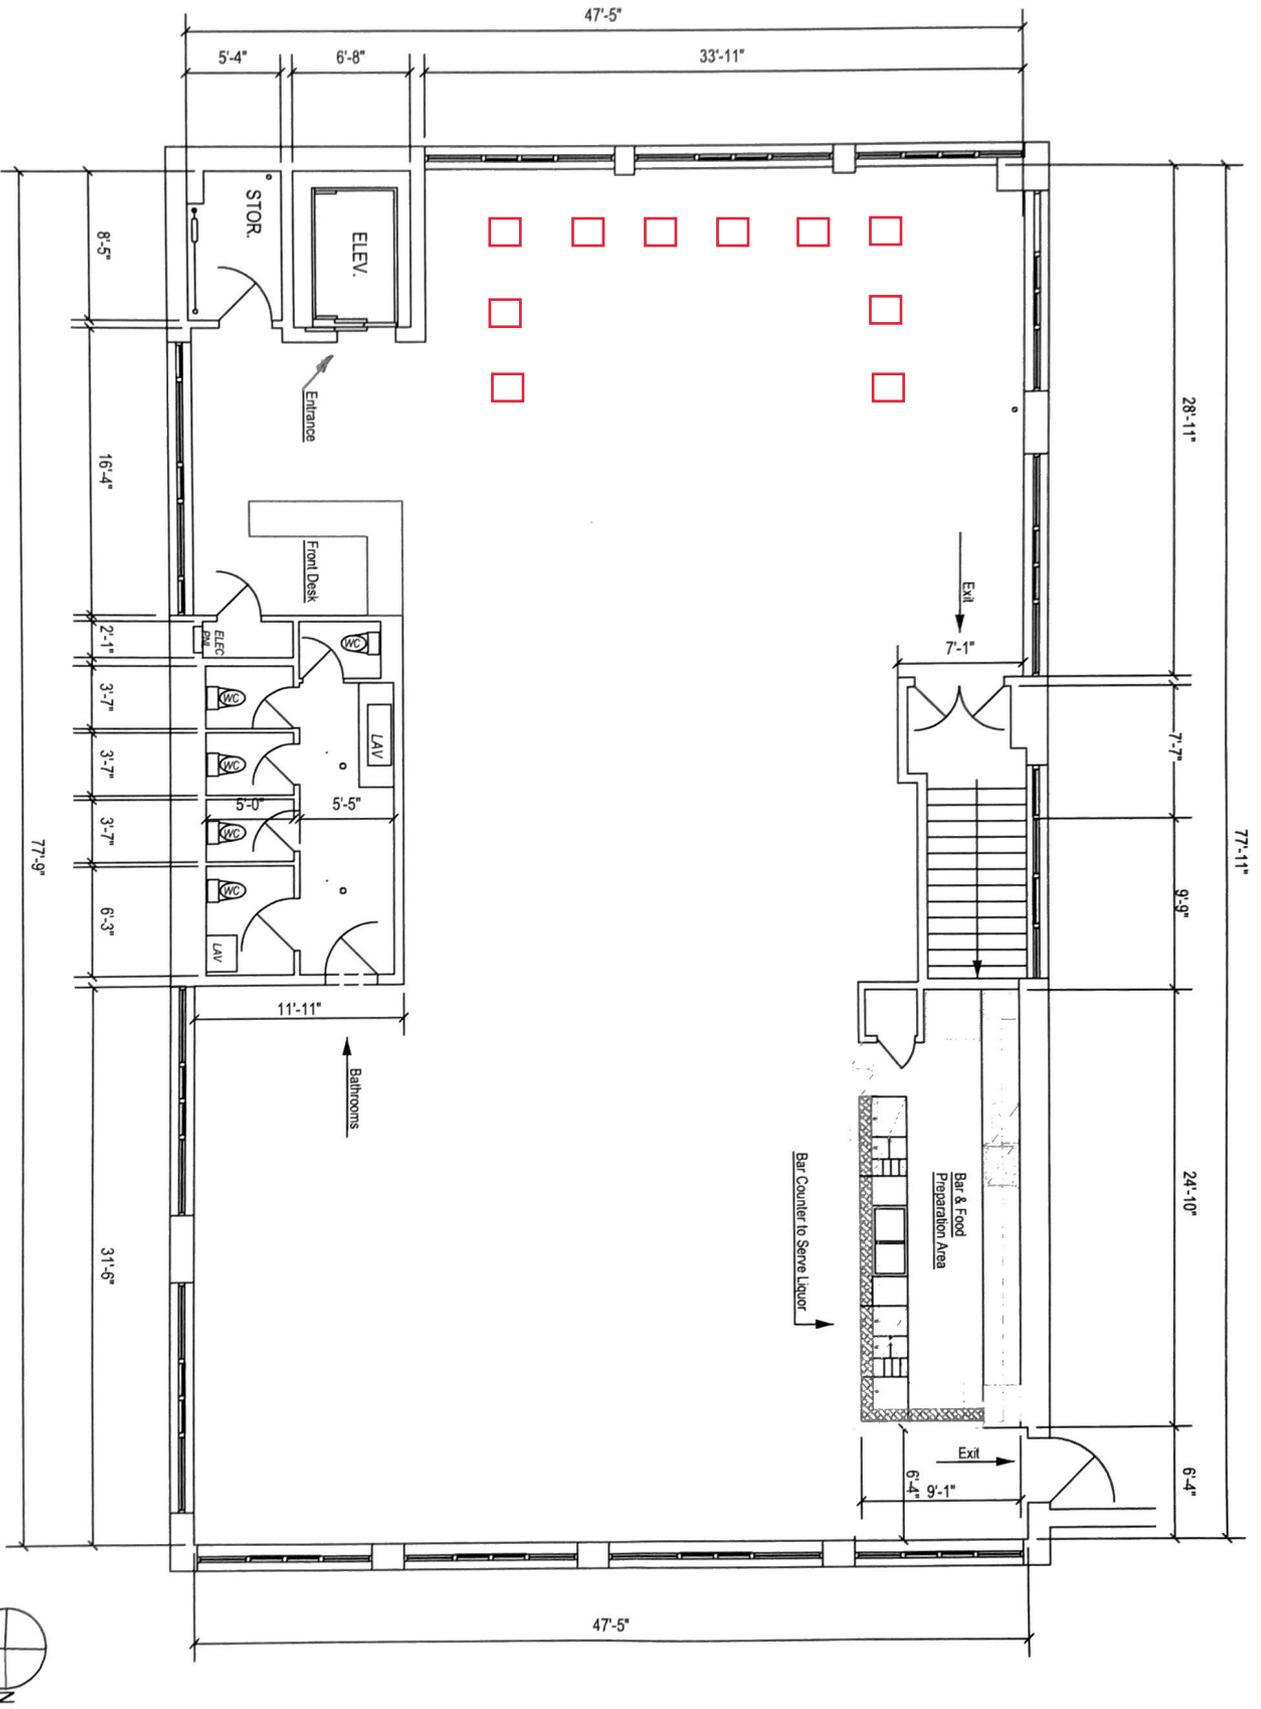 47'-5"
5'-4"
6'-8"
33'-11"
STOR.
ELEV.
8'-5"
Entrance
28'-11"
16'-4"
Front Desk
Exit
7'-1"
2'-1"
ELEC
PNL
WC
3'-7"
WC
LAV
7'-7"
3'-7"
WC
5'-0"
5'-5"
3'-7"
WC
77'-9"
77'-11"
WC
9'-9"
6'-3"
LAV
11'-11"
Bathrooms
Bar & Food
Preparation Area
Bar Counter to Serve Liquor
24'-10"
31'-6"
Exit
6'-4"
9'-1"
6'-4"
47'-5"
N